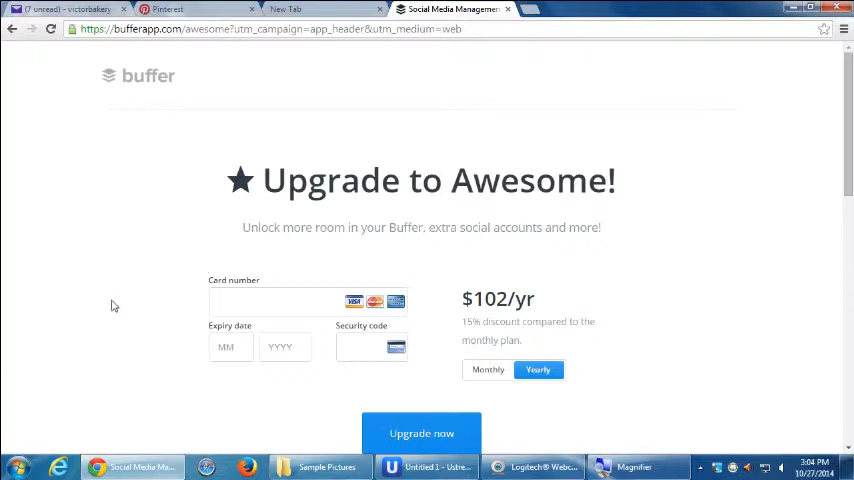 (7 unread) - victorbakery
Pinterest
New Tab
Social Media Managemen
https://bufferapp.com/awesome?utm_campaign=app_header&utm_medium=web
buffer
Upgrade to Awesome!
Unlock more room in your Buffer, extra social accounts and more!
Card number
VISA
Expiry date
Security code
MM
YYYY
$102/yr
15% discount compared to the
monthly plan.
Monthly
Yearly
Upgrade now
Social Media Ma...
Sample Pictures
Untitled 1 - Ustre...
Logitech® Webc...
Magnifier
3:04 PM
10/27/2014